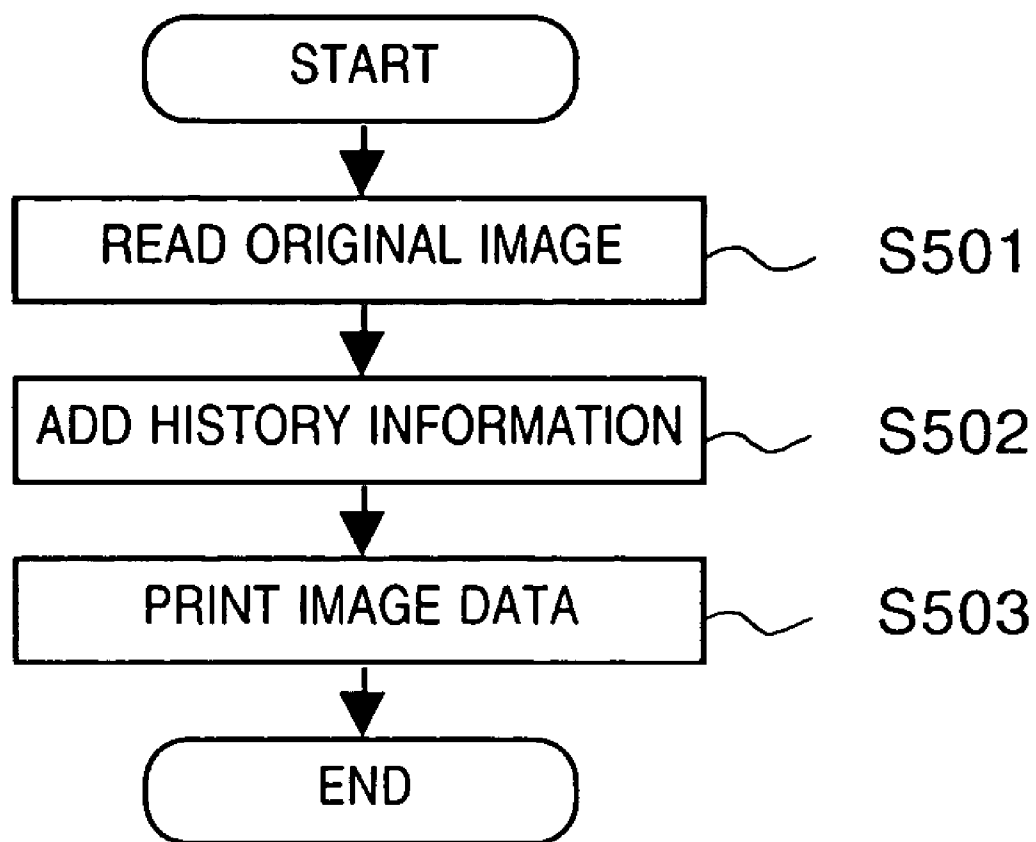 START
READ ORIGINAL IMAGE S501
ADD HISTORY INFORMATION S502
PRINT IMAGE DATA S503
END